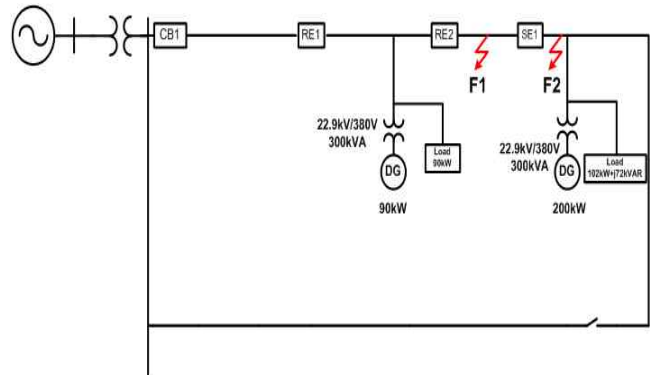 CB1
RE1
RE2
SE1
F1
F2
22.9kV/380V
300kVA
Load
90kW
DG
90kW
22.9kV/380V
300kVA
Load
102kW+j72kVAR
DG
200kW